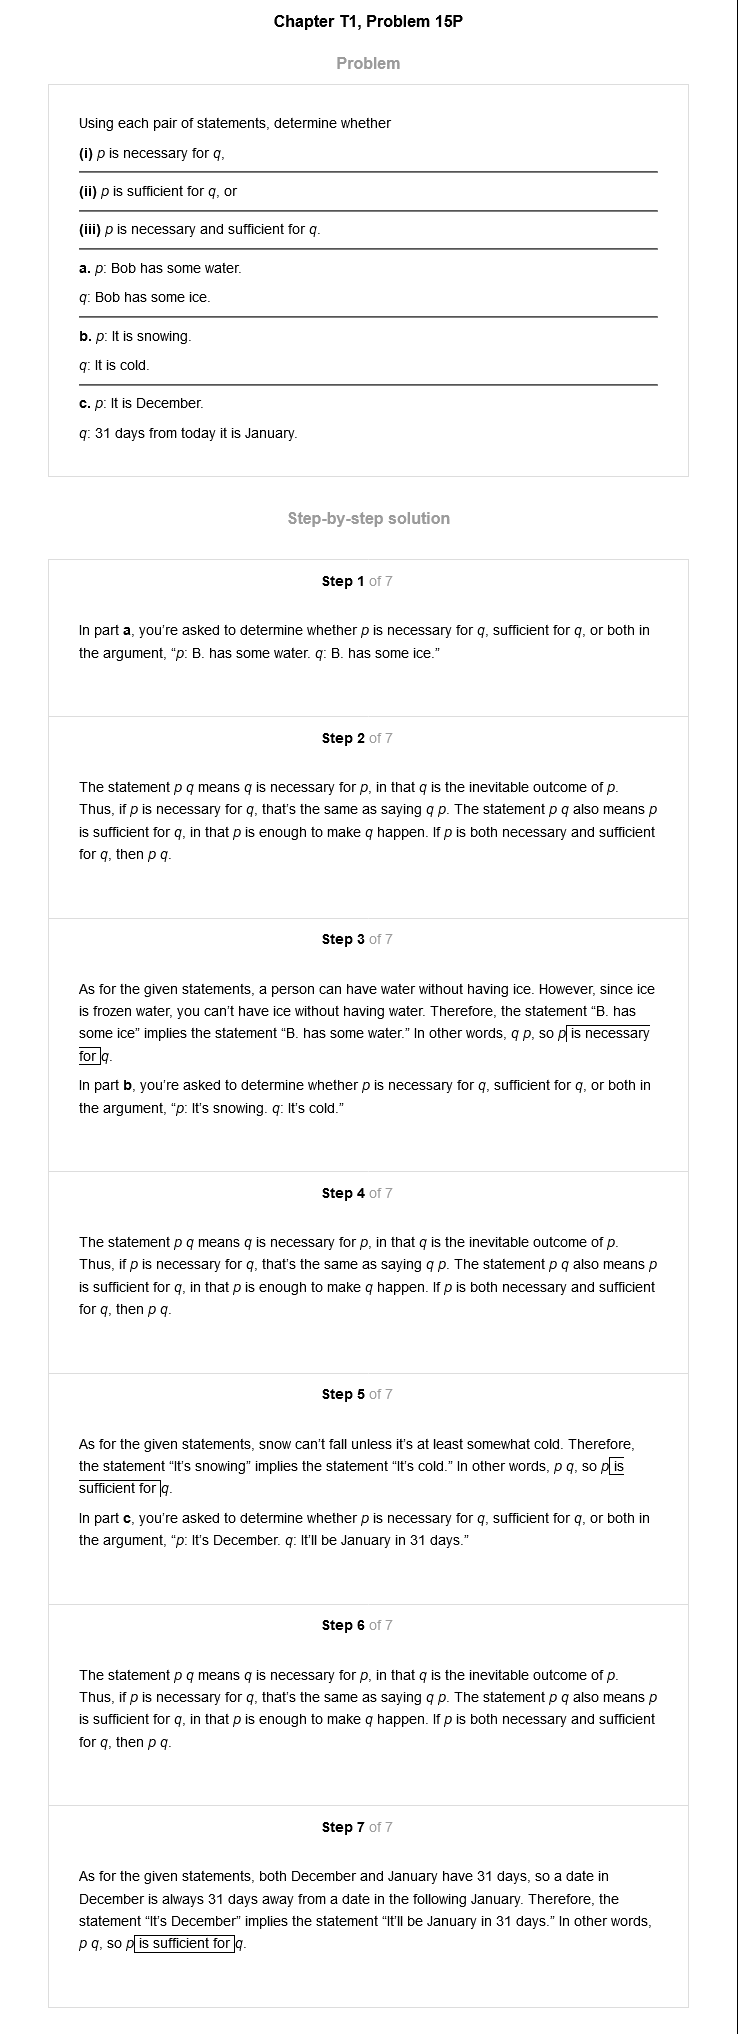 Chapter T1, Problem 15P
Problem
Using each pair of statements, determine whether
(i) p is necessary for q,
(ii) p is sufficient for q, or
(iii) p is necessary and sufficient for q.
a. p: Bob has some water.
q: Bob has some ice.
b. p: It is snowing.
q: It is cold.
c. p: It is December.
q: 31 days from today it is January.
Step-by-step solution
Step 1 of 7
In part a, you’re asked to determine whether p is necessary for q, sufficient for q, or both in
the argument, “p: B. has some water. q: B. has some ice.”
Step 2 of 7
The statement p q means q is necessary for p, in that q is the inevitable outcome of p.
Thus, if p is necessary for q, that’s the same as saying q p. The statement p q also means p
is sufficient for q, in that p is enough to make q happen. If p is both necessary and sufficient
for q, then p q.
Step 3 of 7
As for the given statements, a person can have water without having ice. However, since ice
is frozen water, you can’t have ice without having water. Therefore, the statement “B. has
some ice” implies the statement “B. has some water.” In other words, q p, so p is necessary
for q.
In part b, you’re asked to determine whether p is necessary for q, sufficient for q, or both in
the argument, “p: It’s snowing. q: It’s cold.”
Step 4 of 7
The statement p q means q is necessary for p, in that q is the inevitable outcome of p.
Thus, if p is necessary for q, that’s the same as saying q p. The statement p q also means p
is sufficient for q, in that p is enough to make q happen. If p is both necessary and sufficient
for q, then p q.
Step 5 of 7
As for the given statements, snow can’t fall unless it’s at least somewhat cold. Therefore,
the statement “It’s snowing” implies the statement “It’s cold.” In other words, p q, so p is
sufficient for q.
In part c, you’re asked to determine whether p is necessary for q, sufficient for q, or both in
the argument, “p: It’s December. q: It’ll be January in 31 days.”
Step 6 of 7
The statement p q means q is necessary for p, in that q is the inevitable outcome of p.
Thus, if p is necessary for q, that’s the same as saying q p. The statement p q also means p
is sufficient for q, in that p is enough to make q happen. If p is both necessary and sufficient
for q, then p q.
Step 7 of 7
As for the given statements, both December and January have 31 days, so a date in
December is always 31 days away from a date in the following January. Therefore, the
statement “It’s December” implies the statement “It’ll be January in 31 days.” In other words,
p q, so p is sufficient for q.